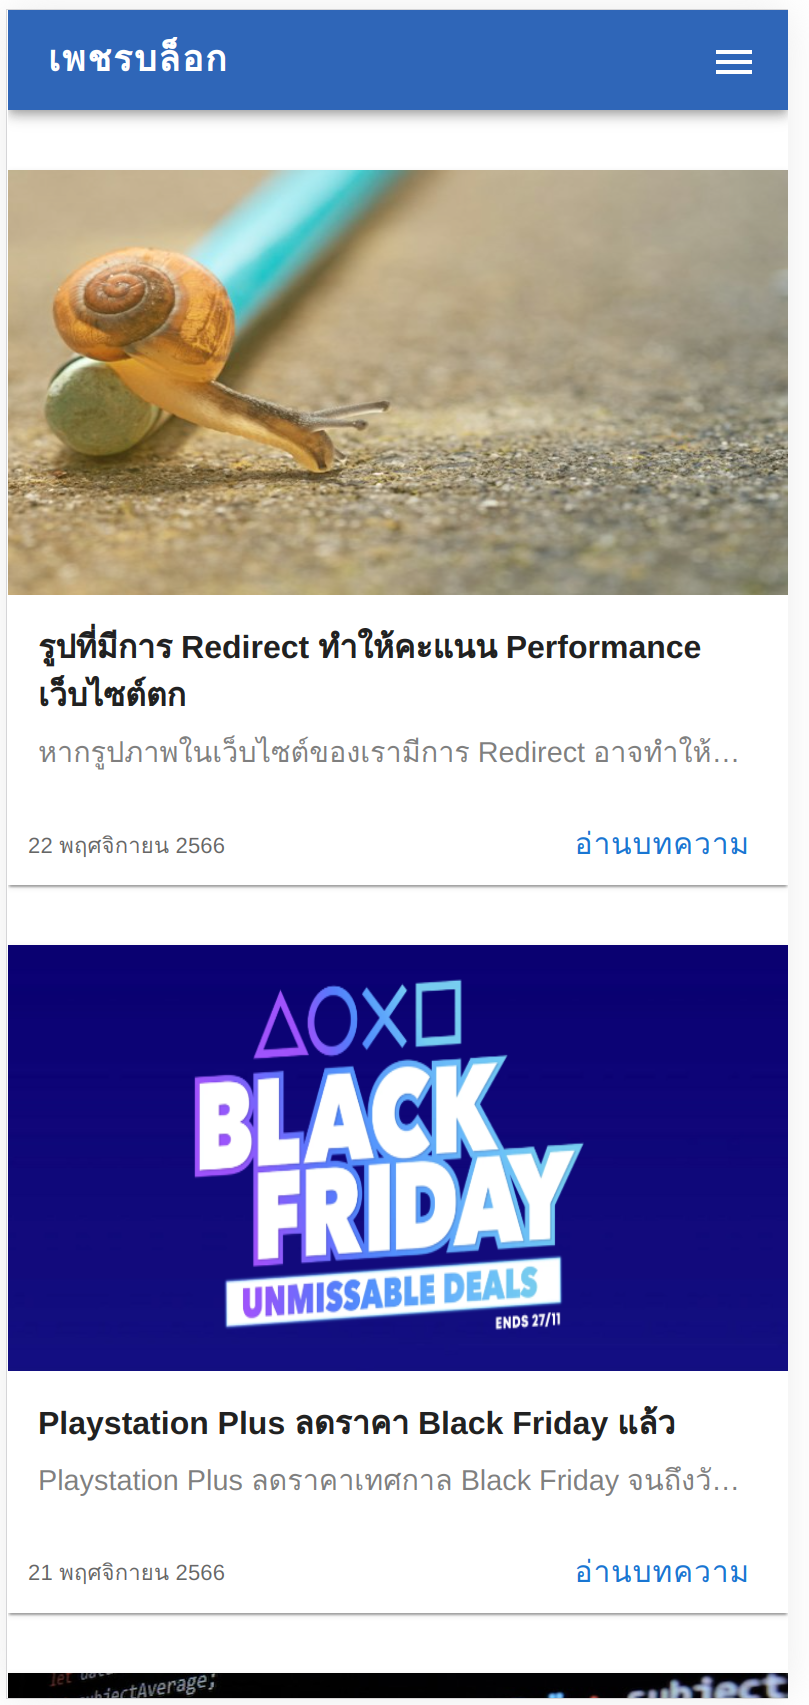 เพชรบล็อก
รูปที่มีการ Redirect ทำให้คะแนน Performance
เว็บไซต์ตก
หากรูปภาพในเว็บไซต์ของเรามีการ Redirect อาจทำให้…
22 พฤศจิกายน 2566
อ่านบทความ
BLACK
FRIDAY
UNMISSABLE DEALS
ENDS 27/11
Playstation Plus ลดราคา Black Friday แล้ว
Playstation Plus ลดราคาเทศกาล Black Friday จนถึงวั…
21 พฤศจิกายน 2566
อ่านบทความ
let
subjectAverage;
subject